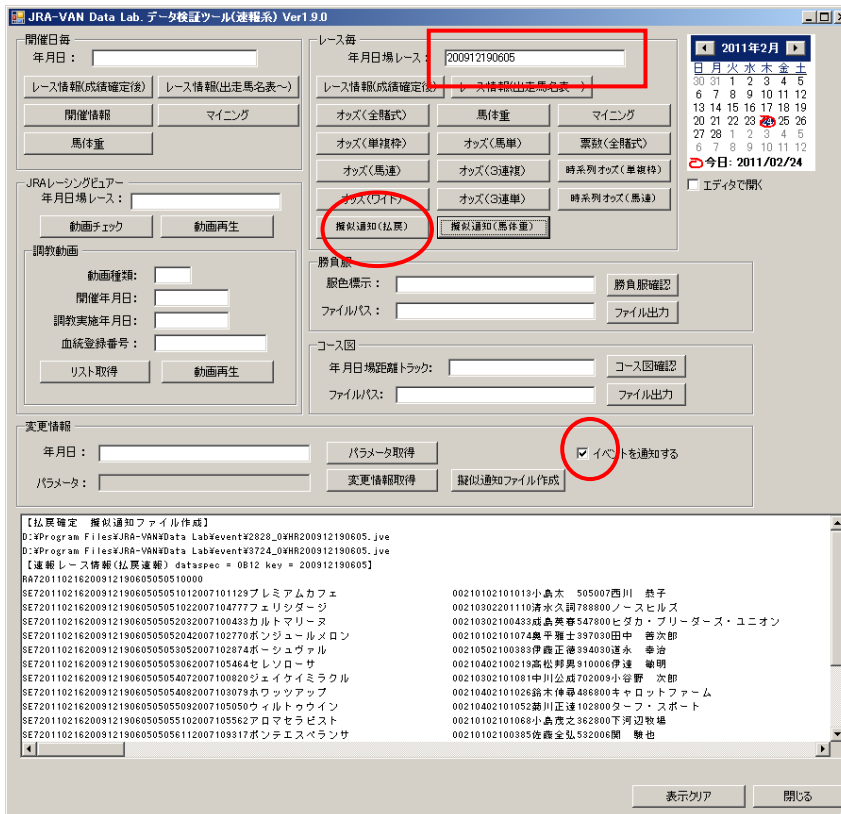 JRA-VAN Data Lab. データ検証ツール(速報系) Ver1.9.0
開催日毎
年月日：
レース情報(成績確定後)
レース情報(出走馬名表～)
開催情報
マイニング
馬体重
レース毎
年月日場レース：
200912190605
レース情報(成績確定後)
レース情報(出走馬名表～)
オッズ(全賭式)
馬体重
マイニング
オッズ(単複枠)
オッズ(馬単)
票数(全賭式)
オッズ(馬連)
オッズ(3連複)
時系列オッズ(単複枠)
オッズ(ワイド)
オッズ(3連単)
時系列オッズ(馬連)
擬似通知(払戻)
擬似通知(馬体重)
2011年2月
日 月 火 水 木 金 土
30 31 1 2 3 4 5
6 7 8 9 10 11 12
13 14 15 16 17 18 19
20 21 22 23 24 25 26
27 28 1 2 3 4 5
6 7 8 9 10 11 12
今日: 2011/02/24
エディタで開く
JRAレーシングビュアー
年月日場レース：
動画チェック
動画再生
調教動画
動画種類:
開催年月日:
調教実施年月日:
血統登録番号：
リスト取得
動画再生
勝負服
服色標示：
勝負服確認
ファイルパス：
ファイル出力
コース図
年月日場距離トラック:
コース図確認
ファイルパス:
ファイル出力
変更情報
年月日：
パラメータ取得
イベントを通知する
パラメータ：
変更情報取得
擬似通知ファイル作成
【払戻確定　擬似通知ファイル作成】
D:¥Program Files¥JRA-VAN¥Data Lab¥event¥2828_0¥HR200912190605.jve
D:¥Program Files¥JRA-VAN¥Data Lab¥event¥3724_0¥HR200912190605.jve
【速報レース情報(払戻速報) dataspec = 0B12 key = 200912190605】
RA7201102162009121906050505010000
SE72011021620091219060505051012007101129プレミアムカフェ 00210102101013小島太　505007西川　恭子
SE7201102162009121906050505102200710 4777フェリシダージ 00210302201110清水久詞788800ノースヒルズ
SE72011021620091219060505052032007100433カルトマリーヌ 00210302100433成島英春547800ヒダカ・ブリーダーズ・ユニオン
SE72011021620091219060505052042007102770ボンジュールメロン 00210102101074奥平雅士397030田中　善次郎
SE72011021620091219060505053052007102874ボーシュヴァル 00210502100383伊藤正徳394030道永　幸治
SE72011021620091219060505053062007105464セレソローサ 00210402100219高松邦男910006伊達　敏明
SE72011021620091219060505054072007100820ジェイケイミラクル 00210302101081中川公成702009小谷野　次郎
SE72011021620091219060505054082007103079ホワッツアップ 00210402101026鈴木伸尋486800キャロットファーム
SE72011021620091219060505055092007105050ウィルトゥウイン 00210402101052菊川正達102800ターフ・スポート
SE72011021620091219060505055102007105562アロマセラピスト 00210102101068小島茂之362800下河辺牧場
SE72011021620091219060505056112007109317ポンテエスペランサ 00210102100385佐藤全弘532006関　駿也
表示クリア
閉じる